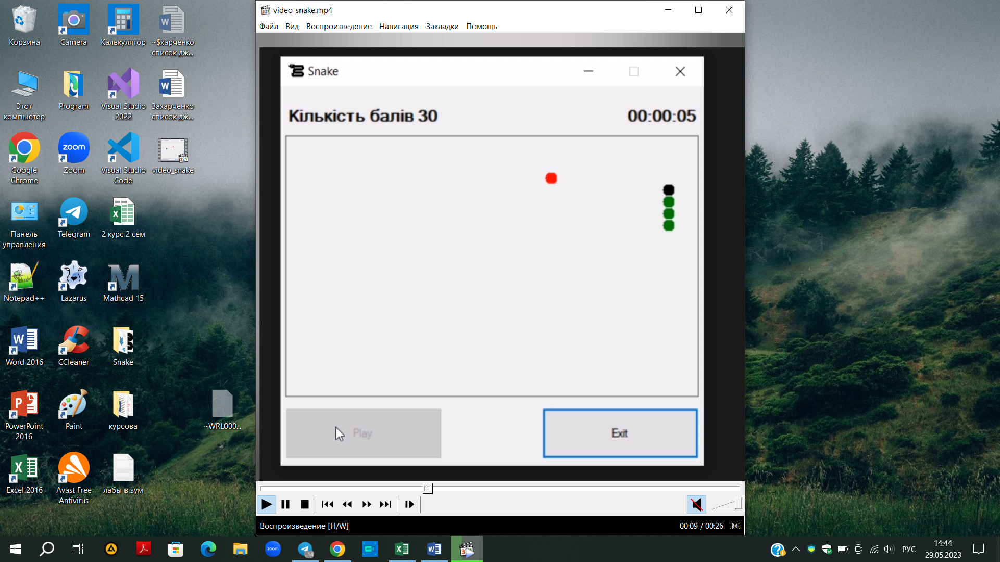 Корзина
Camera
Калькулятор
~$харченко
список дж...
Этот
компьютер
Program
Visual Studio
2022
Захарченко
список дж...
Google
Chrome
zoom
Zoom
Visual Studio
Code
video_snake
Панель
управления
Telegram
2 курс 2 сем
Notepad++
Lazarus
Mathcad 15
Word 2016
CCleaner
Snake
PowerPoint
2016
Paint
курсова
~WRL000...
Excel 2016
Avast Free
Antivirus
лабы в зум
video_snake.mp4
Файл Вид Воспроизведение Навигация Закладки Помощь
Snake
Кількість балів 30
00:00:05
Play
Exit
Воспроизведение [H/W]
00:09 / 00:26
zoom
..14
РУС
14:44
29.05.2023